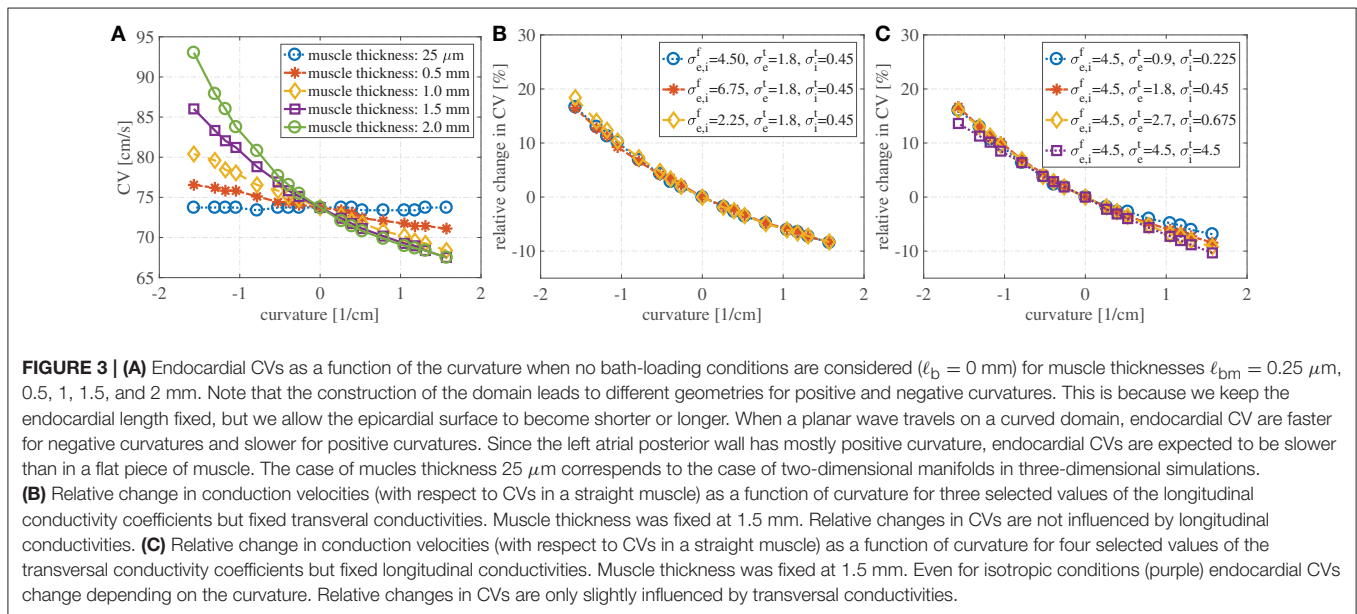 A
B
C
CV [cm/s]
95
90
85
80
75
70
65
-2
-1
0
1
2
curvature [1/cm]
muscle thickness: 25 μm
muscle thickness: 0.5 mm
muscle thickness: 1.0 mm
muscle thickness: 1.5 mm
muscle thickness: 2.0 mm
relative change in CV [%]
30
20
10
0
-10
-2
-1
0
1
2
curvature [1/cm]
σ^f_e,i=4.50, σ^t_e=1.8, σ^t_i=0.45
σ^f_e,i=6.75, σ^t_e=1.8, σ^t_i=0.45
σ^f_e,i=2.25, σ^t_e=1.8, σ^t_i=0.45
relative change in CV [%]
30
20
10
0
-10
-2
-1
0
1
2
curvature [1/cm]
σ^f_e,i=4.5, σ^t_e=0.9, σ^t_i=0.225
σ^f_e,i=4.5, σ^t_e=1.8, σ^t_i=0.45
σ^f_e,i=4.5, σ^t_e=2.7, σ^t_i=0.675
σ^f_e,i=4.5, σ^t_e=4.5, σ^t_i=4.5
FIGURE 3 | (A) Endocardial CVs as a function of the curvature when no bath-loading conditions are considered (ℓb = 0 mm) for muscle thicknesses ℓbm = 0.25 μm,
0.5, 1, 1.5, and 2 mm. Note that the construction of the domain leads to different geometries for positive and negative curvatures. This is because we keep the
endocardial length fixed, but we allow the epicardial surface to become shorter or longer. When a planar wave travels on a curved domain, endocardial CV are faster
for negative curvatures and slower for positive curvatures. Since the left atrial posterior wall has mostly positive curvature, endocardial CVs are expected to be slower
than in a flat piece of muscle. The case of mucles thickness 25 μm corresponds to the case of two-dimensional manifolds in three-dimensional simulations.
(B) Relative change in conduction velocities (with respect to CVs in a straight muscle) as a function of curvature for three selected values of the longitudinal
conductivity coefficients but fixed transveral conductivities. Muscle thickness was fixed at 1.5 mm. Relative changes in CVs are not influenced by longitudinal
conductivities. (C) Relative change in conduction velocities (with respect to CVs in a straight muscle) as a function of curvature for four selected values of the
transversal conductivity coefficients but fixed longitudinal conductivities. Muscle thickness was fixed at 1.5 mm. Even for isotropic conditions (purple) endocardial CVs
change depending on the curvature. Relative changes in CVs are only slightly influenced by transversal conductivities.